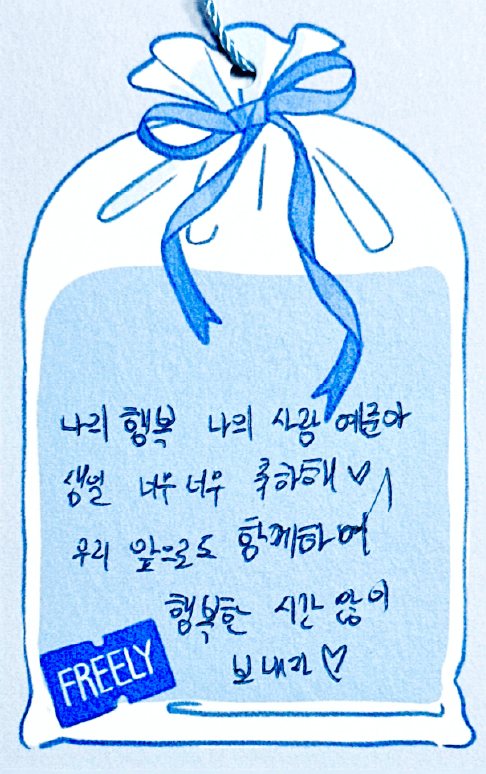 나의 행복 나의 사랑 예준아
생일 너무 너무 축하해 ♡
우리 앞으로도 함께하며
행복한 시간 많이
보내자 ♡
FREELY